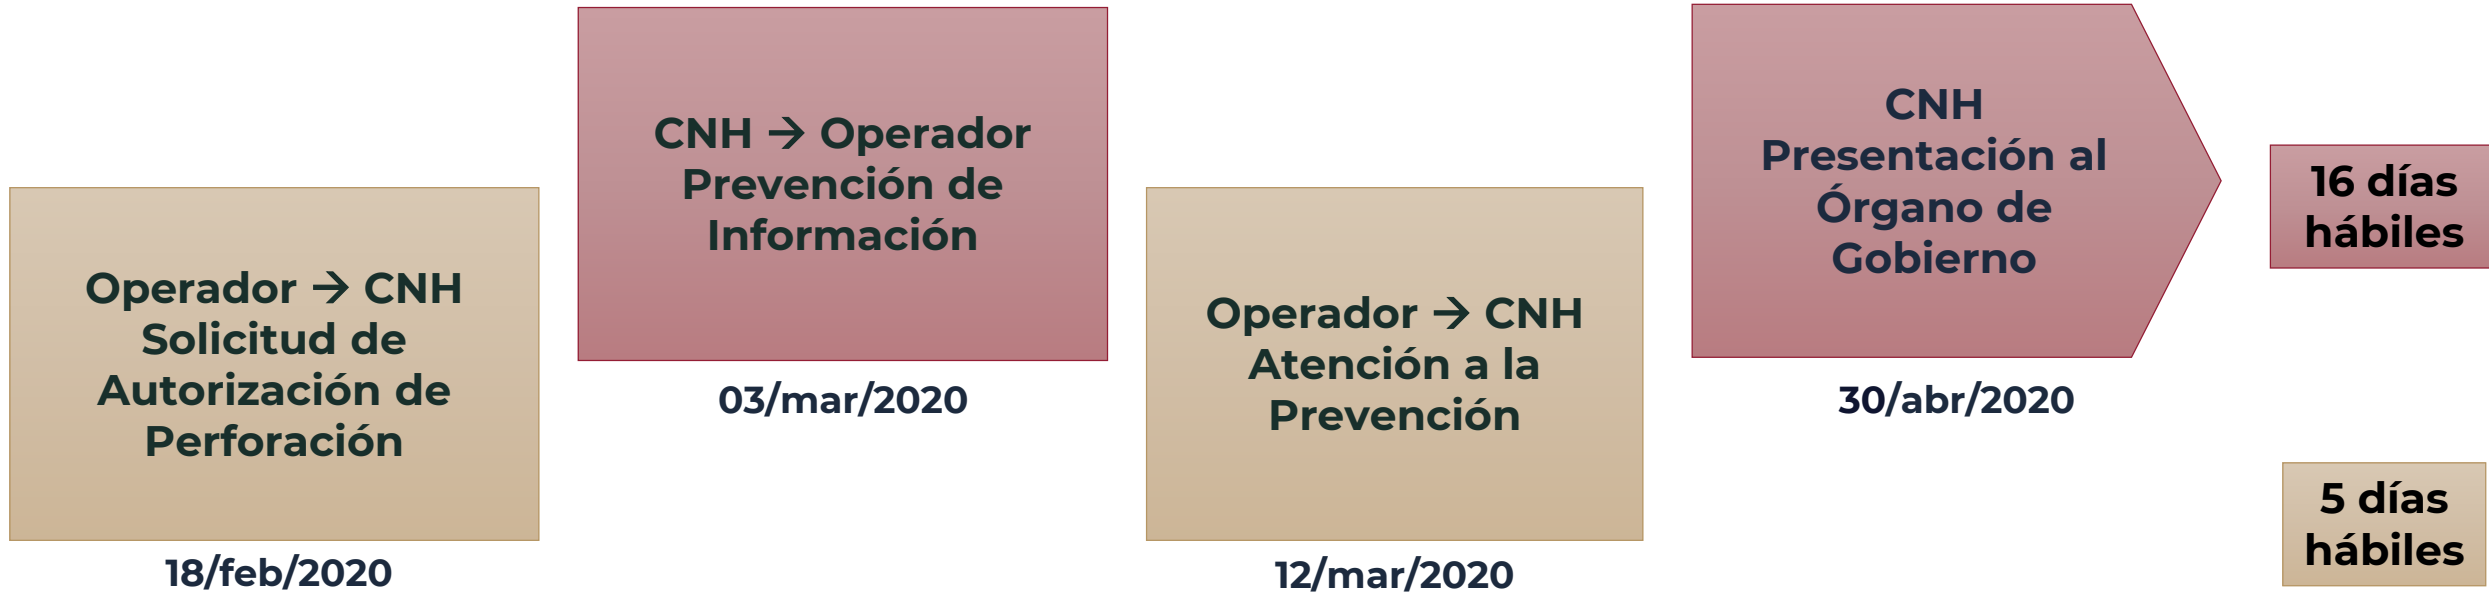 Operador → CNH
Solicitud de
Autorización de
Perforación
18/feb/2020
CNH → Operador
Prevención de
Información
03/mar/2020
Operador → CNH
Atención a la
Prevención
12/mar/2020
CNH
Presentación al
Órgano de
Gobierno
30/abr/2020
16 días
hábiles
5 días
hábiles